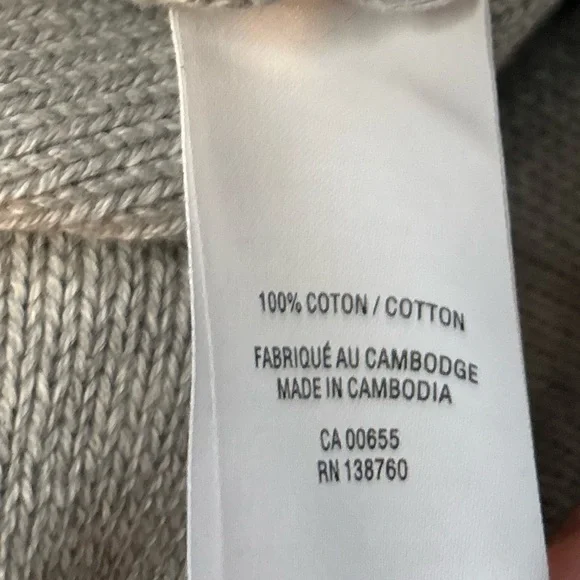 100% COTON / COTTON
FABRIQUÉ AU CAMBODGE
MADE IN CAMBODIA
CA 00655
RN 138760